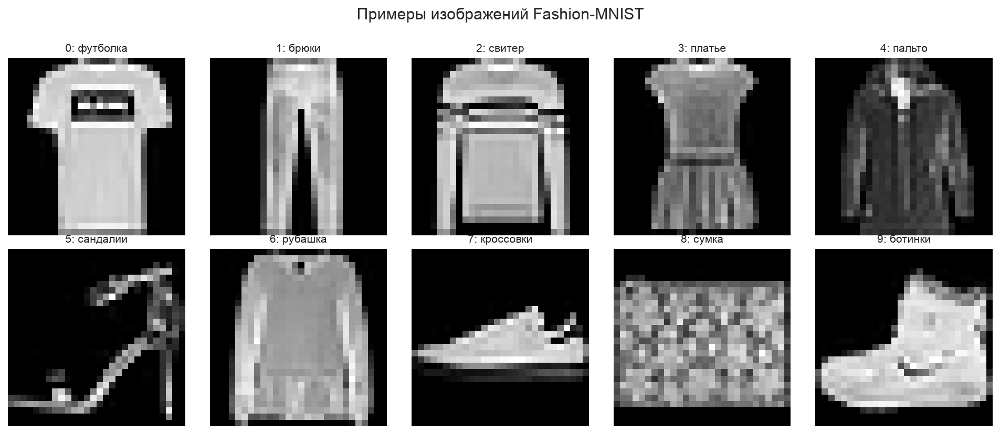 Примеры изображений Fashion-MNIST
0: футболка
1: брюки
2: свитер
3: платье
4: пальто
5: сандалии
6: рубашка
7: кроссовки
8: сумка
9: ботинки